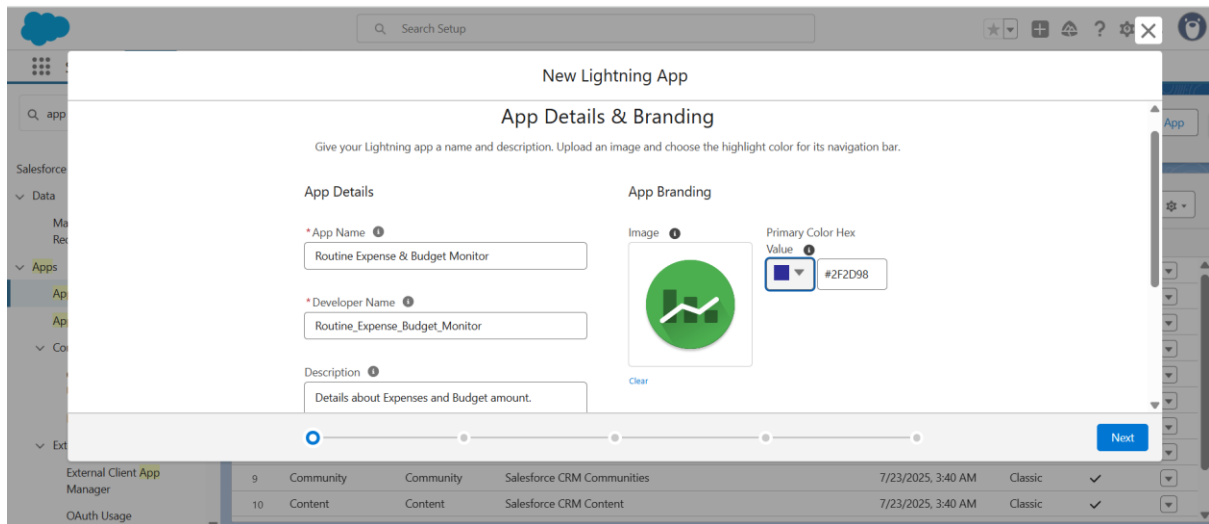 Search Setup
New Lightning App
app
App
App Details & Branding
Give your Lightning app a name and description. Upload an image and choose the highlight color for its navigation bar.
Salesforce
Data
Apps
App Details
App Branding
*App Name
Image
Primary Color Hex
Value
Routine Expense & Budget Monitor
#2F2D98
*Developer Name
Routine_Expense_Budget_Monitor
Description
Clear
Details about Expenses and Budget amount.
Next
External Client App
Manager
OAuth Usage
9 Community Community Salesforce CRM Communities 7/23/2025, 3:40 AM Classic
10 Content Content Salesforce CRM Content 7/23/2025, 3:40 AM Classic